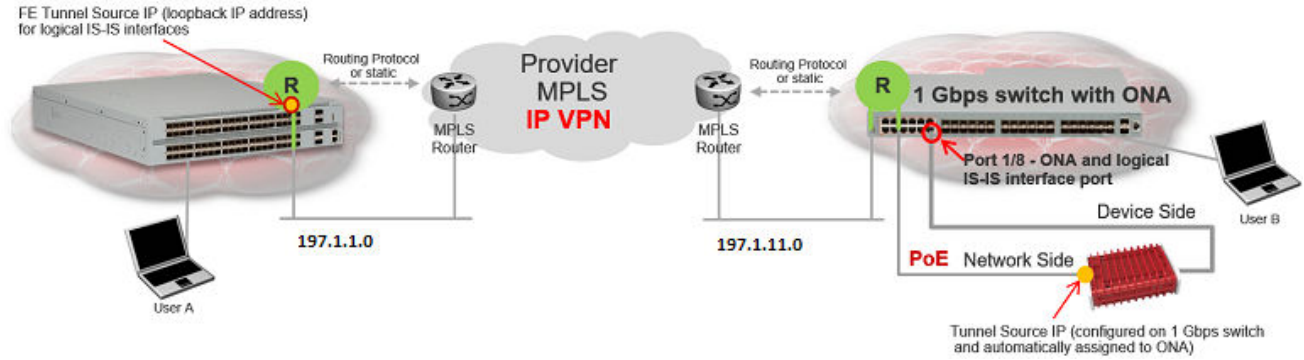 FE Tunnel Source IP (loopback IP address)
for logical IS-IS interfaces
R
Routing Protocol
or static
MPLS
Router
Provider
MPLS
IP VPN
Routing Protocol
or static
MPLS
Router
R
1 Gbps switch with ONA
Port 1/8 - ONA and logical
IS-IS interface port
User A
197.1.1.0
197.1.11.0
User B
Device Side
PoE Network Side
Tunnel Source IP (configured on 1 Gbps switch
and automatically assigned to ONA)